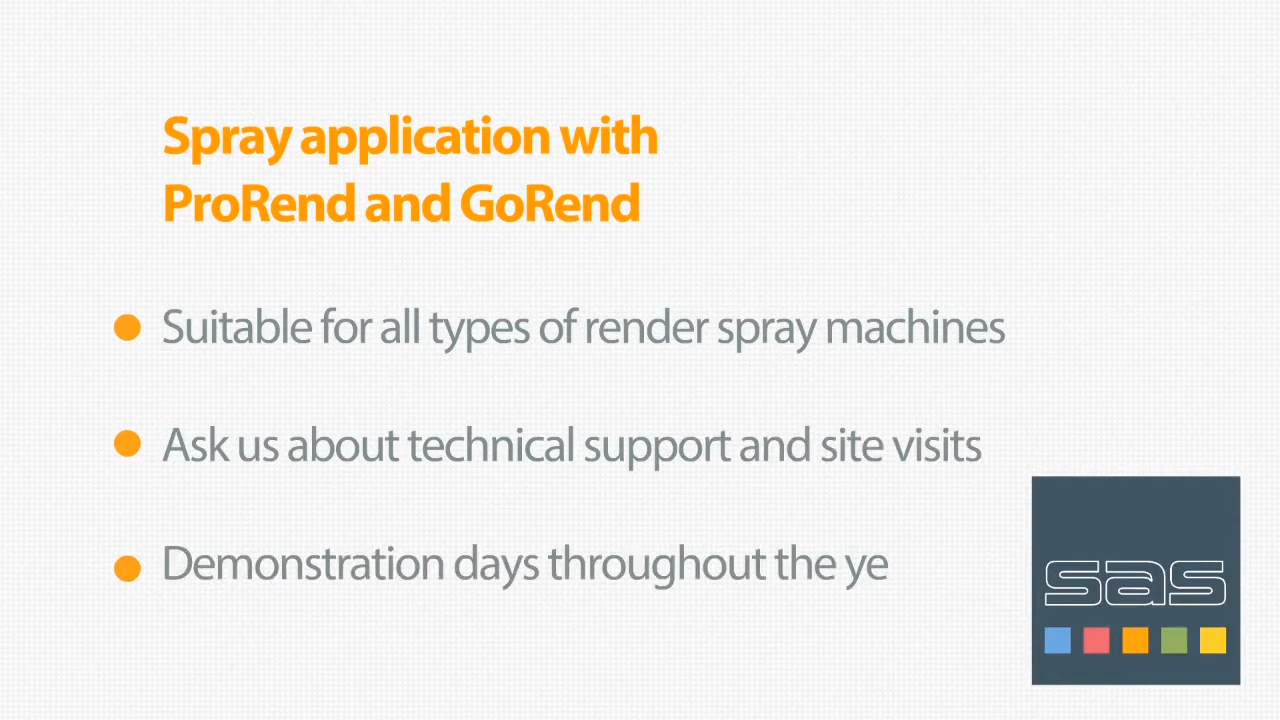 Spray application with
ProRend and GoRend
Suitable for all types of render spray machines
Ask us about technical support and site visits
Demonstration days throughout the ye
sas